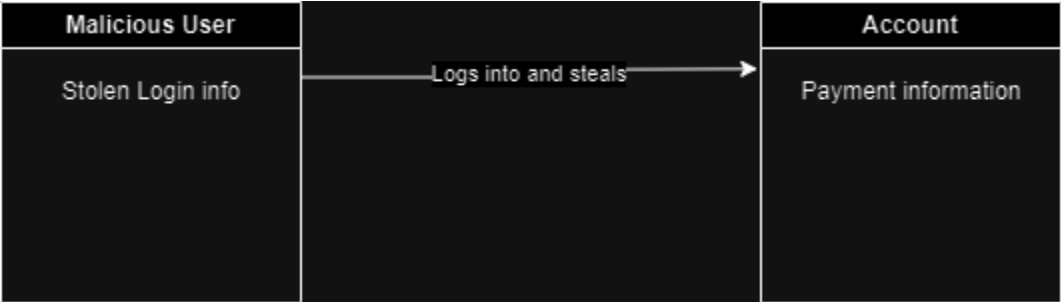 Malicious User
Account
Stolen Login info
Logs into and steals
Payment information